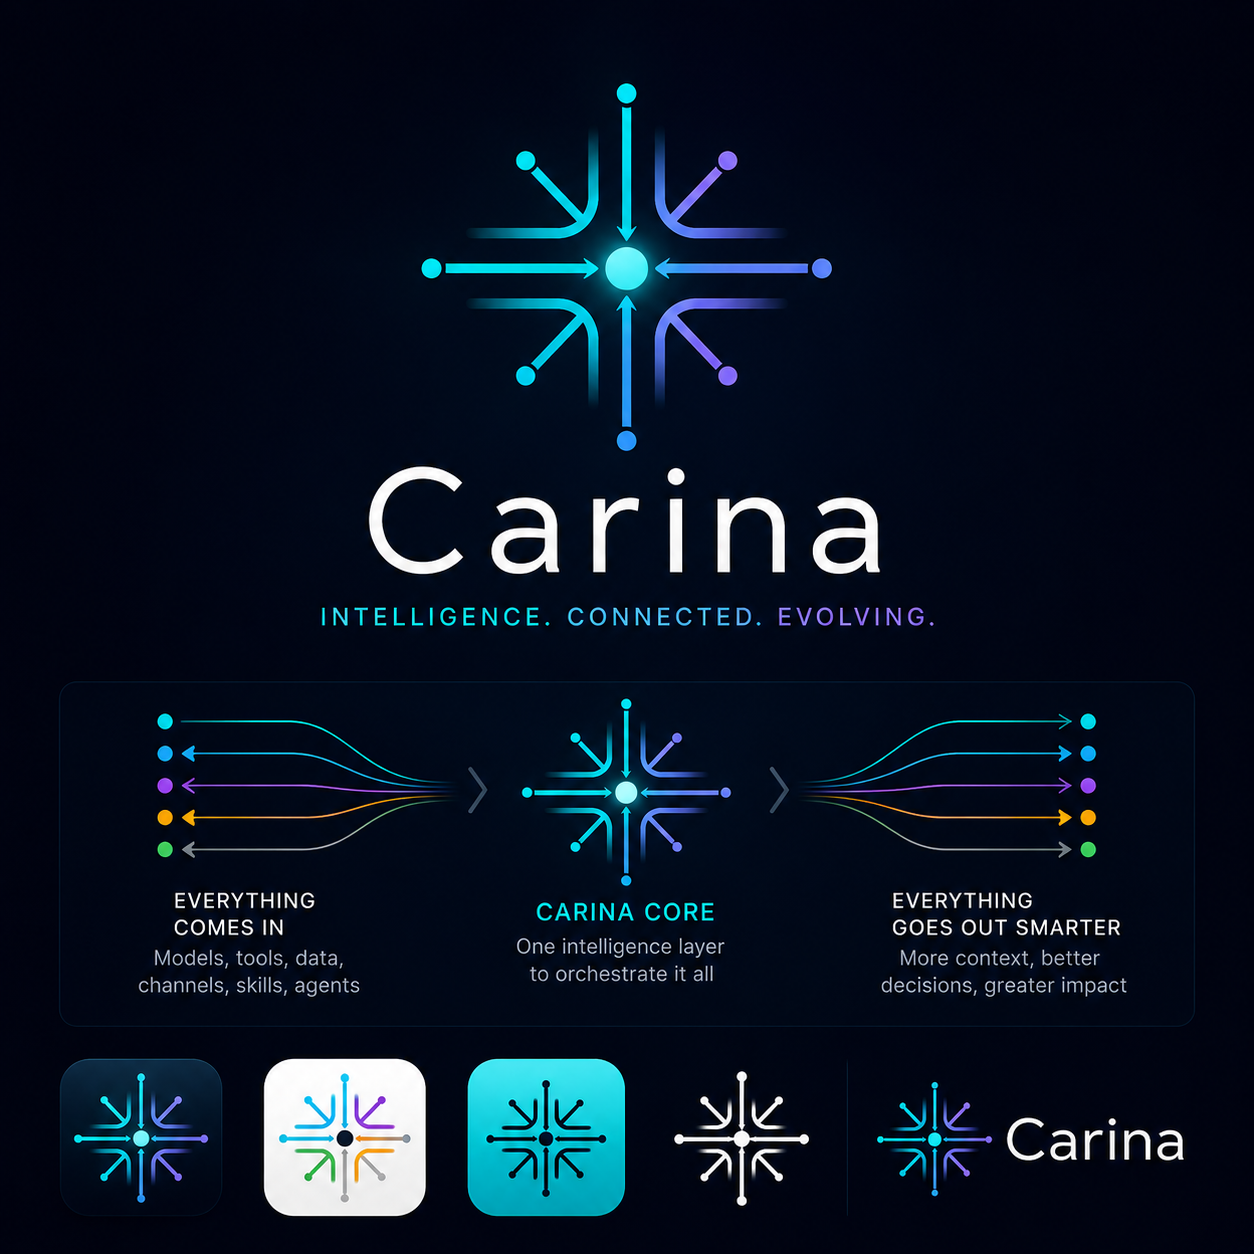 Carina
INTELLIGENCE. CONNECTED. EVOLVING.
EVERYTHING
COMES IN
Models, tools, data,
channels, skills, agents
CARINA CORE
One intelligence layer
to orchestrate it all
EVERYTHING
GOES OUT SMARTER
More context, better
decisions, greater impact
Carina